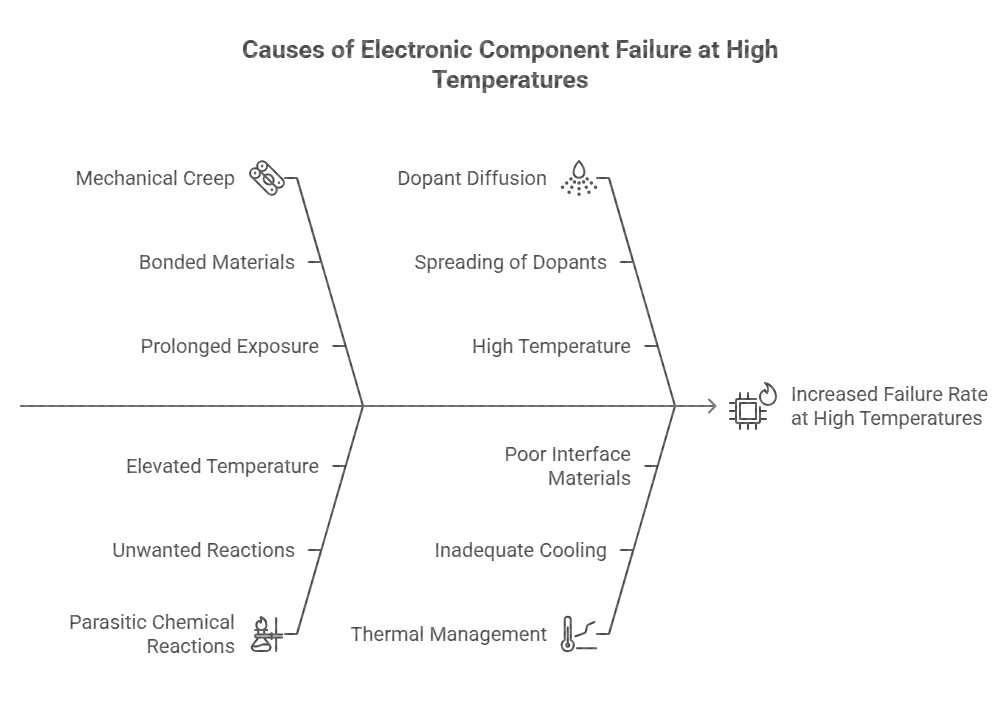 Causes of Electronic Component Failure at High
Temperatures
Mechanical Creep
Bonded Materials
Prolonged Exposure
Dopant Diffusion
Spreading of Dopants
High Temperature
Elevated Temperature
Unwanted Reactions
Parasitic Chemical
Reactions
Poor Interface
Materials
Inadequate Cooling
Thermal Management
Increased Failure Rate
at High Temperatures